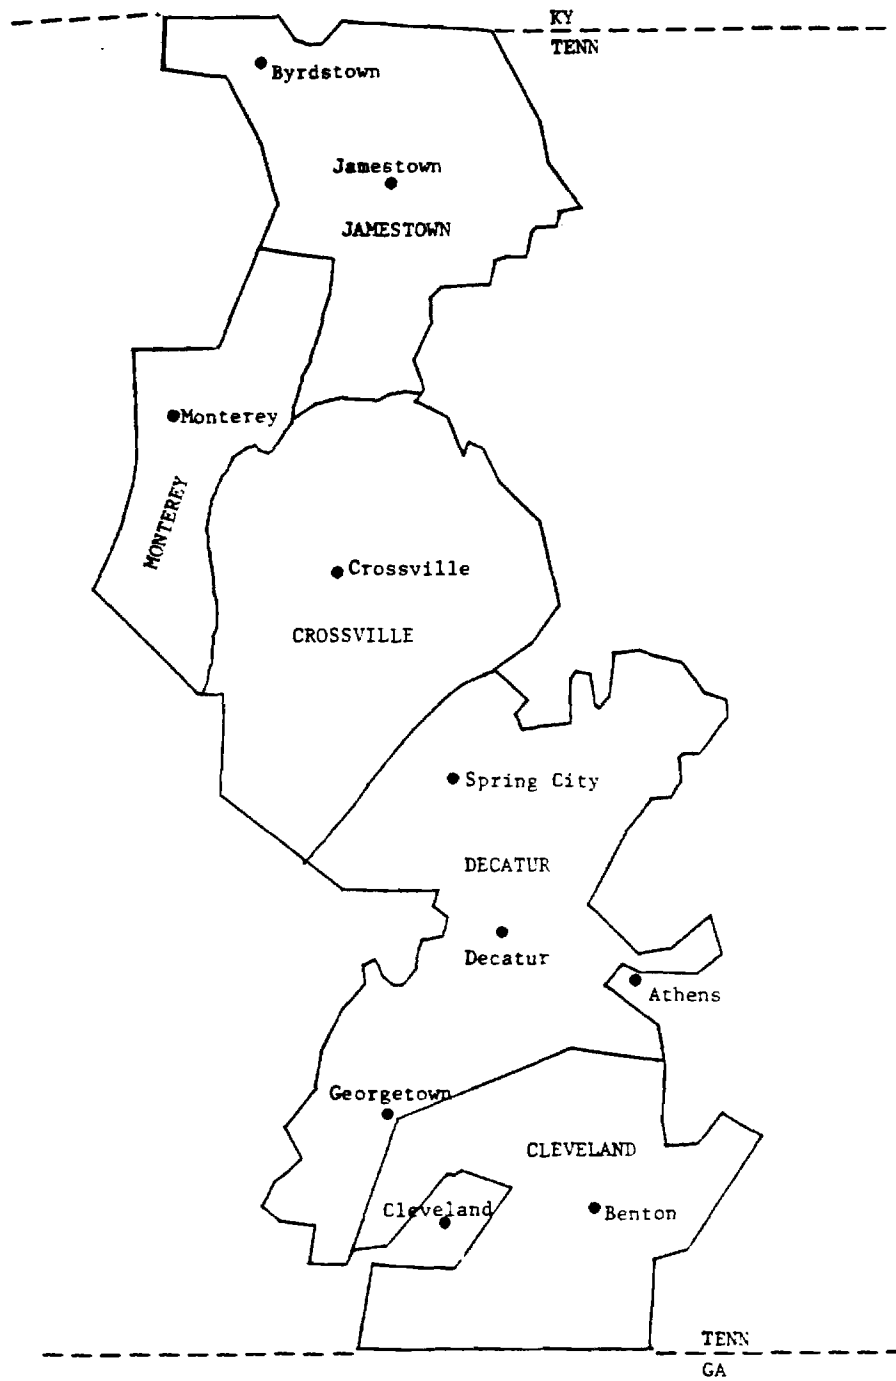 KY
TENN
Byrdstown
Jamestown
JAMESTOWN
Monterey
MONTEREY
Crossville
CROSSVILLE
Spring City
DECATUR
Decatur
Athens
Georgetown
CLEVELAND
Cleveland
Benton
TENN
GA